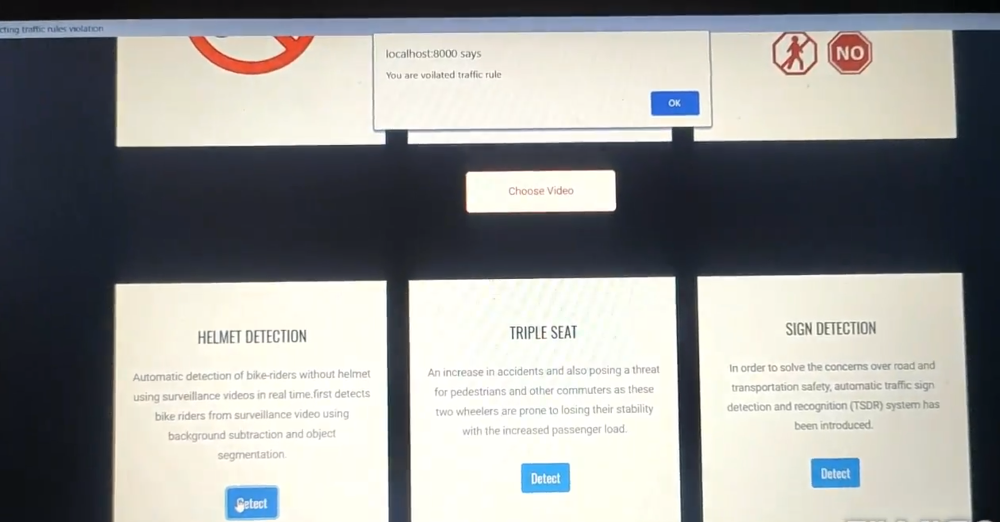 cting traffic rules violation
localhost:8000 says
You are voilated traffic rule
OK
NO
Choose Video
HELMET DETECTION
Automatic detection of bike-riders without helmet
using surveillance videos in real time.first detects
bike riders from surveillance video using
background subtraction and object
segmentation.
Detect
TRIPLE SEAT
An increase in accidents and also posing a threat
for pedestrians and other commuters as these
two wheelers are prone to losing their stability
with the increased passenger load.
Detect
SIGN DETECTION
In order to solve the concerns over road and
transportation safety, automatic traffic sign
detection and recognition (TSDR) system has
been introduced.
Detect